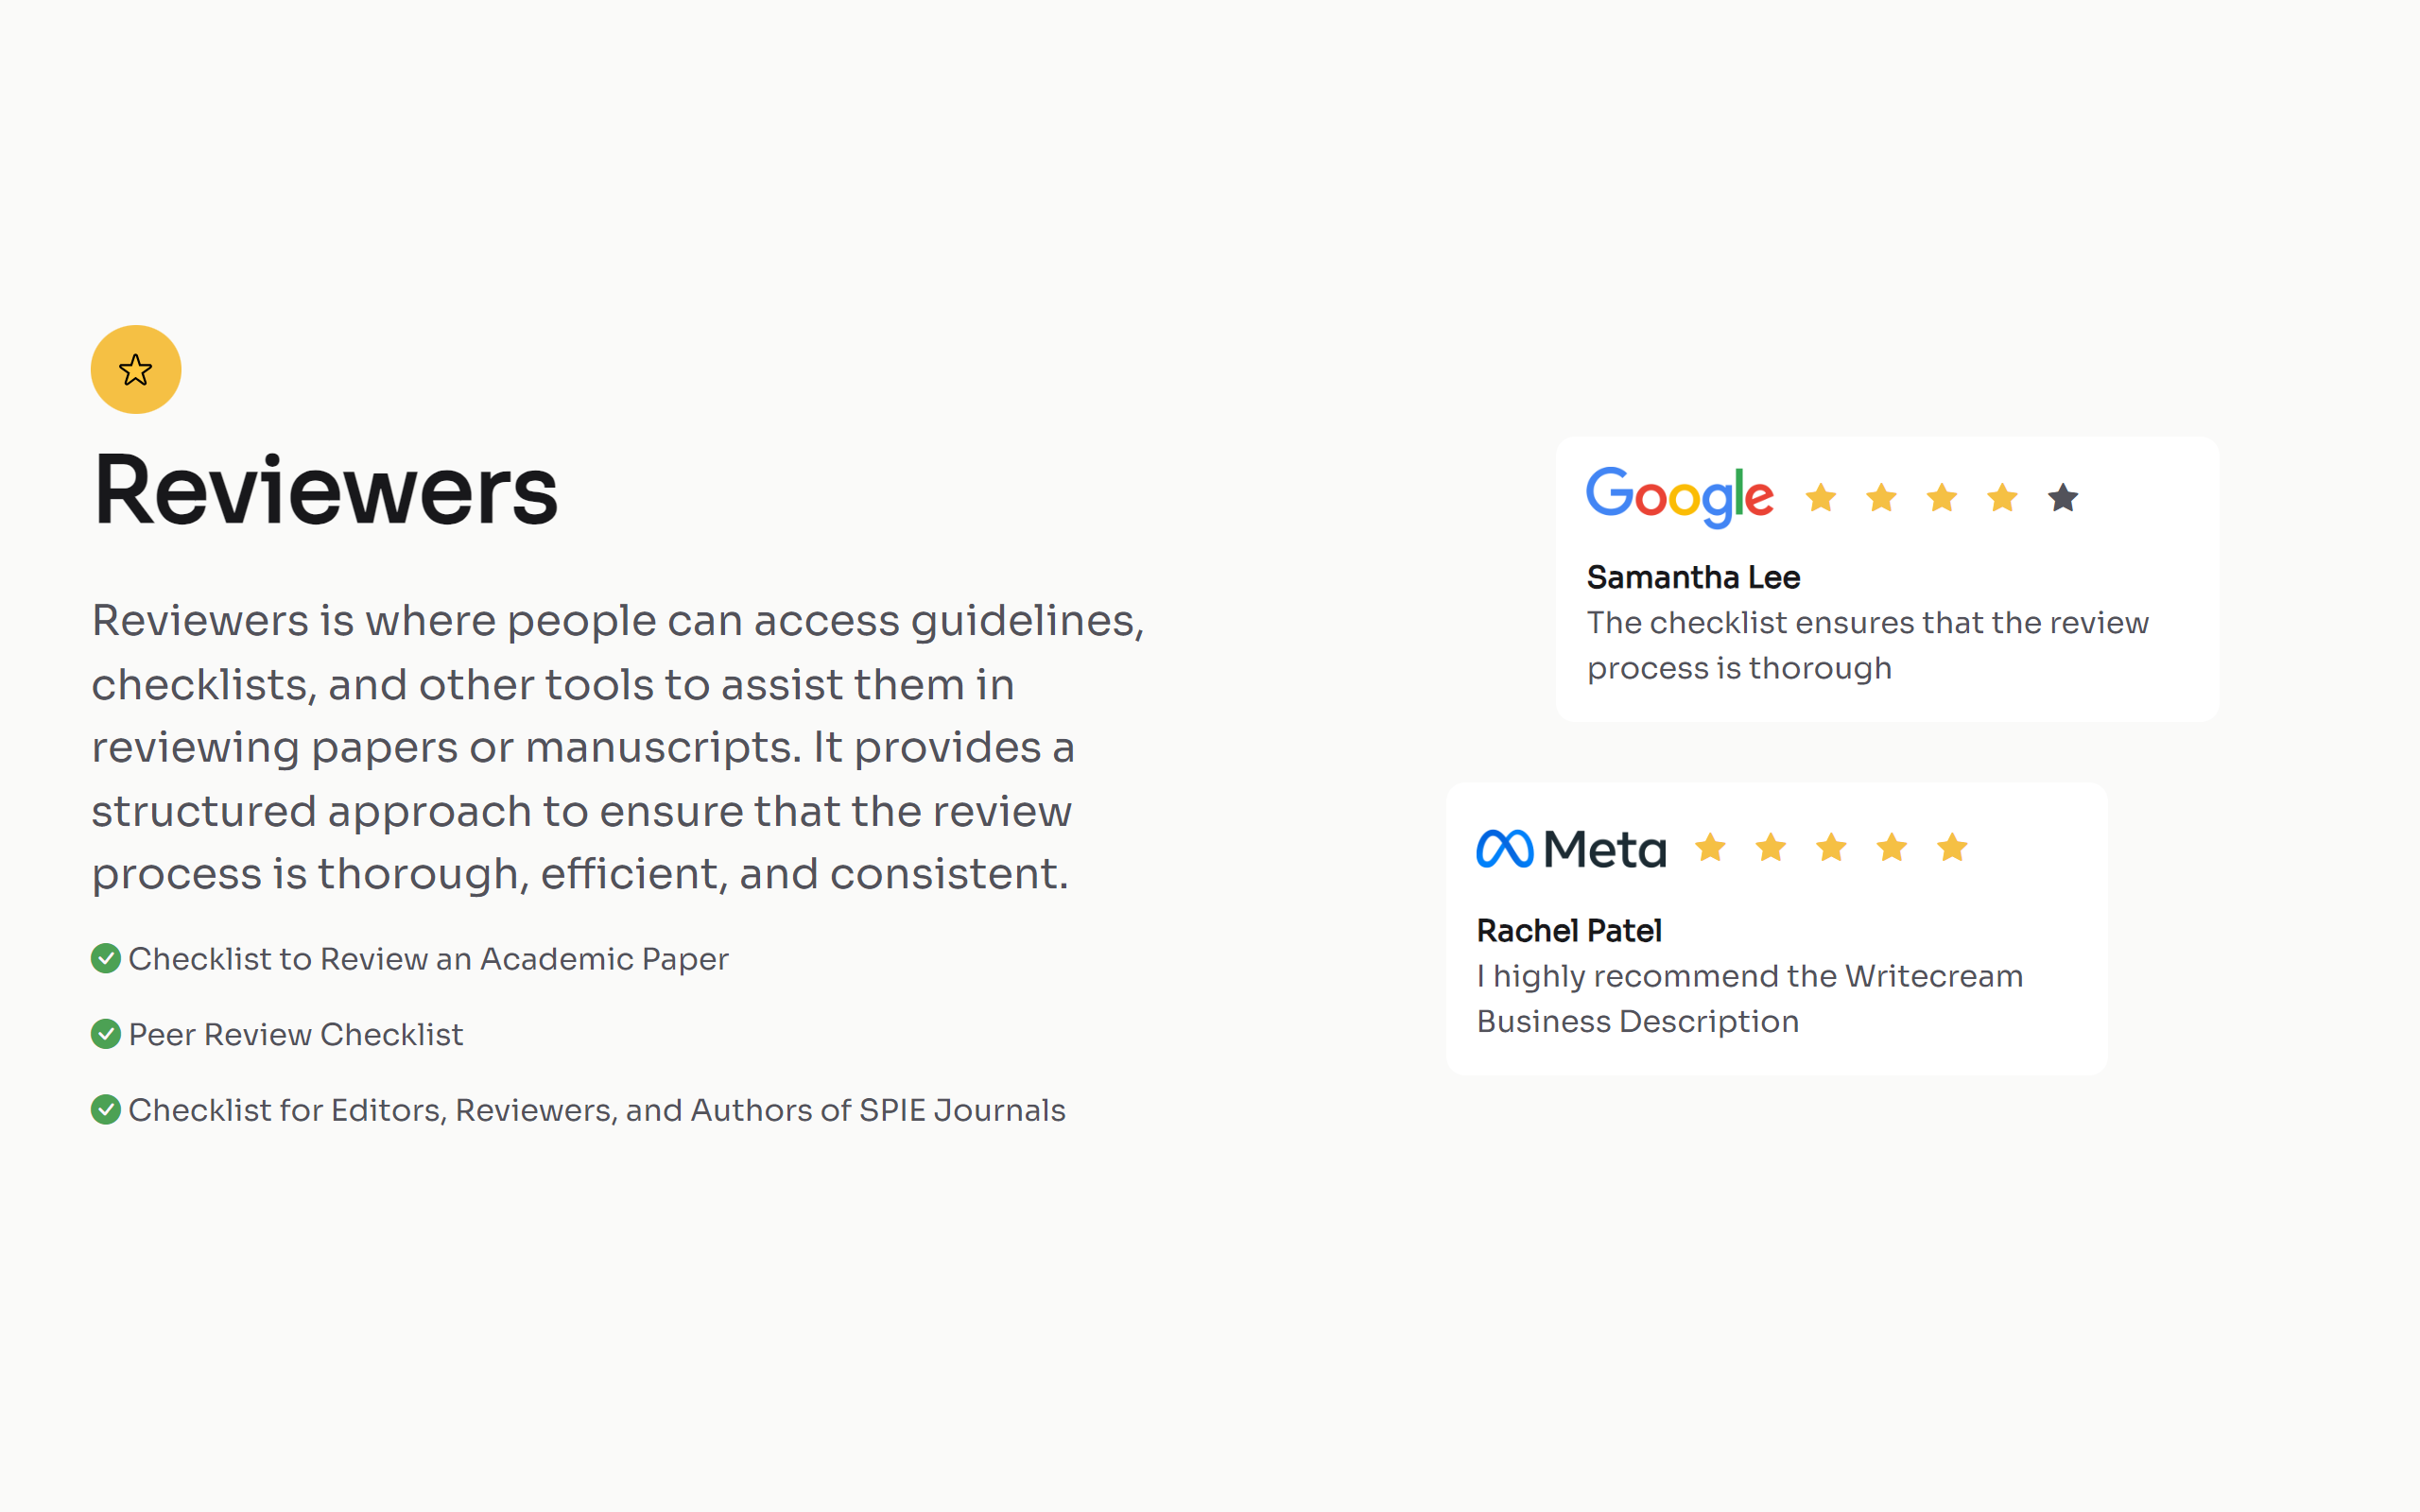 Reviewers
Reviewers is where people can access guidelines,
checklists, and other tools to assist them in
reviewing papers or manuscripts. It provides a
structured approach to ensure that the review
process is thorough, efficient, and consistent.
Checklist to Review an Academic Paper
Peer Review Checklist
Checklist for Editors, Reviewers, and Authors of SPIE Journals
Google
Samantha Lee
The checklist ensures that the review
process is thorough
Meta
Rachel Patel
I highly recommend the Writecream
Business Description